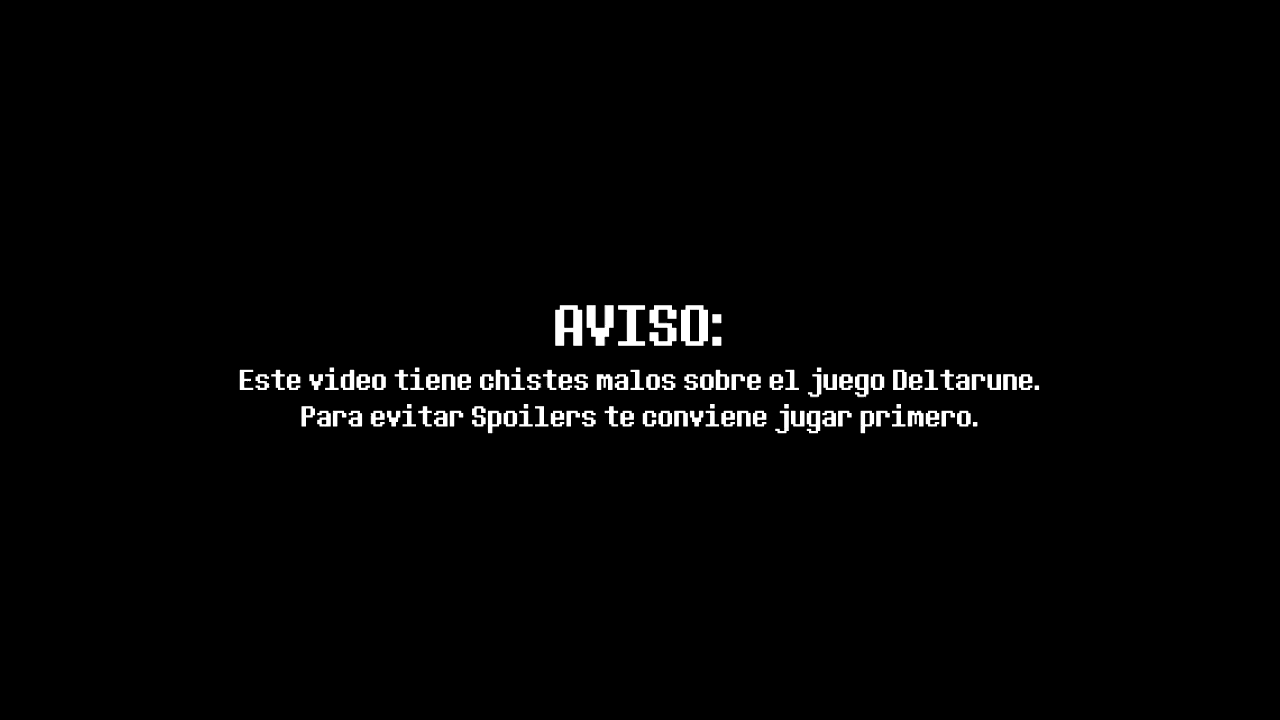 AVISO:
Este video tiene chistes malos sobre el juego Deltarune.
Para evitar Spoilers te conviene jugar primero.